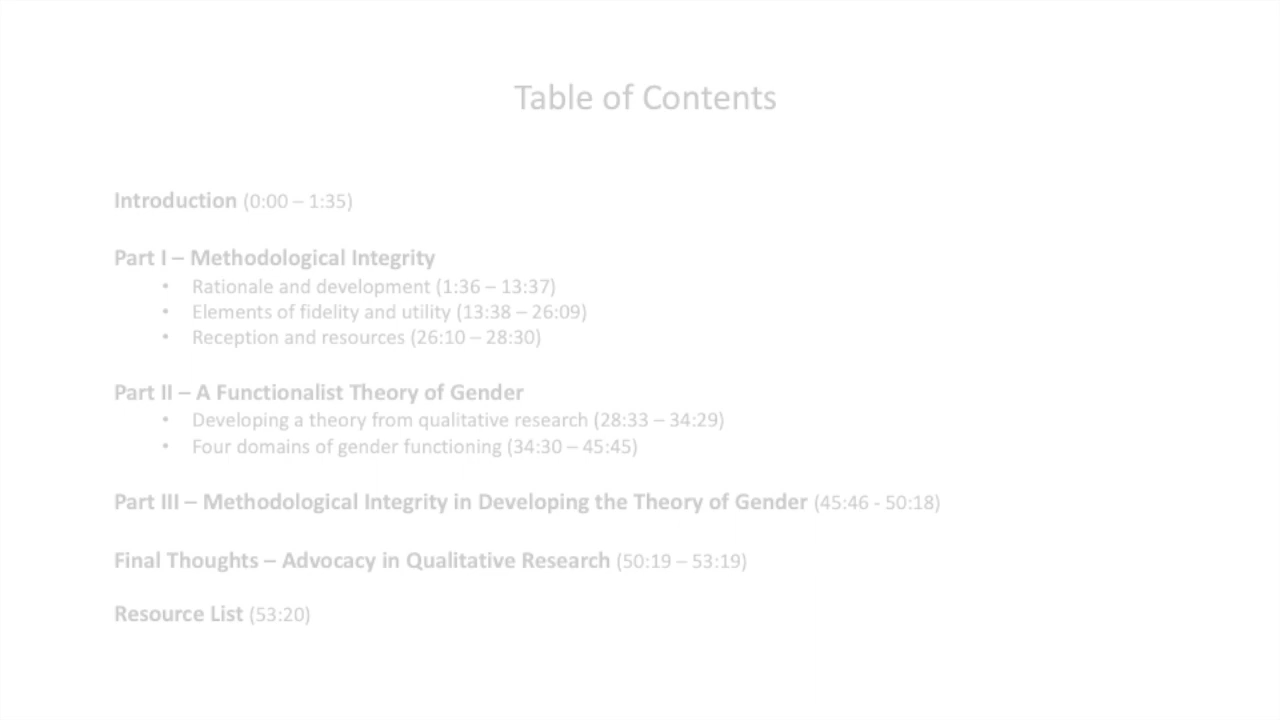 Table of Contents
Introduction (0:00 – 1:35)
Part I – Methodological Integrity
• Rationale and development (1:36 – 13:37)
• Elements of fidelity and utility (13:38 – 26:09)
• Reception and resources (26:10 – 28:30)
Part II – A Functionalist Theory of Gender
• Developing a theory from qualitative research (28:33 – 34:29)
• Four domains of gender functioning (34:30 – 45:45)
Part III – Methodological Integrity in Developing the Theory of Gender (45:46 - 50:18)
Final Thoughts – Advocacy in Qualitative Research (50:19 – 53:19)
Resource List (53:20)